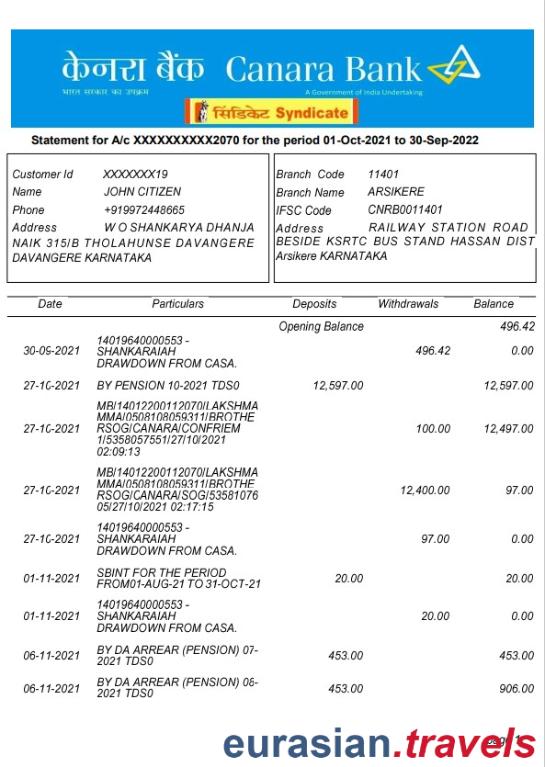 केनरा बैंक Canara Bank
भारत सरकार का उपक्रम A Government of India Undertaking
सिंडिकेट Syndicate
Statement for A/c XXXXXXXXXX2070 for the period 01-Oct-2021 to 30-Sep-2022
Customer Id XXXXXXX19
Name JOHN CITIZEN
Phone +919972448665
Address W O SHANKARYA DHANJA
NAIK 315/B THOLAHUNSE DAVANGERE
DAVANGERE KARNATAKA
Branch Code 11401
Branch Name ARSIKERE
IFSC Code CNRB0011401
Address RAILWAY STATION ROAD
BESIDE KSRTC BUS STAND HASSAN DIST
Arsikere KARNATAKA
Date Particulars Deposits Withdrawals Balance
Opening Balance 496.42
14019640000553 -
30-09-2021 SHANKARAIAH 496.42 0.00
DRAWDOWN FROM CASA.
27-10-2021 BY PENSION 10-2021 TDS0 12,597.00 12,597.00
MB/14012200112070/LAKSHMA
MMA/0508108059311/BROTHE
27-10-2021 RSOG/CANARA/CONFRIEM 100.00 12,497.00
1/5358057551/27/10/2021
02:09:13
MB/14012200112070/LAKSHMA
MMA/0508108059311/BROTHE
27-10-2021 RSOG/CANARA/SOG/53581076 12,400.00 97.00
05/27/10/2021 02:17:15
14019640000553 -
27-10-2021 SHANKARAIAH 97.00 0.00
DRAWDOWN FROM CASA.
01-11-2021 SBINT FOR THE PERIOD 20.00 20.00
FROM01-AUG-21 TO 31-OCT-21
14019640000553 -
01-11-2021 SHANKARAIAH 20.00 0.00
DRAWDOWN FROM CASA.
06-11-2021 BY DA ARREAR (PENSION) 07- 453.00 453.00
2021 TDS0
06-11-2021 BY DA ARREAR (PENSION) 08- 453.00 906.00
2021 TDS0
eurasian.travels